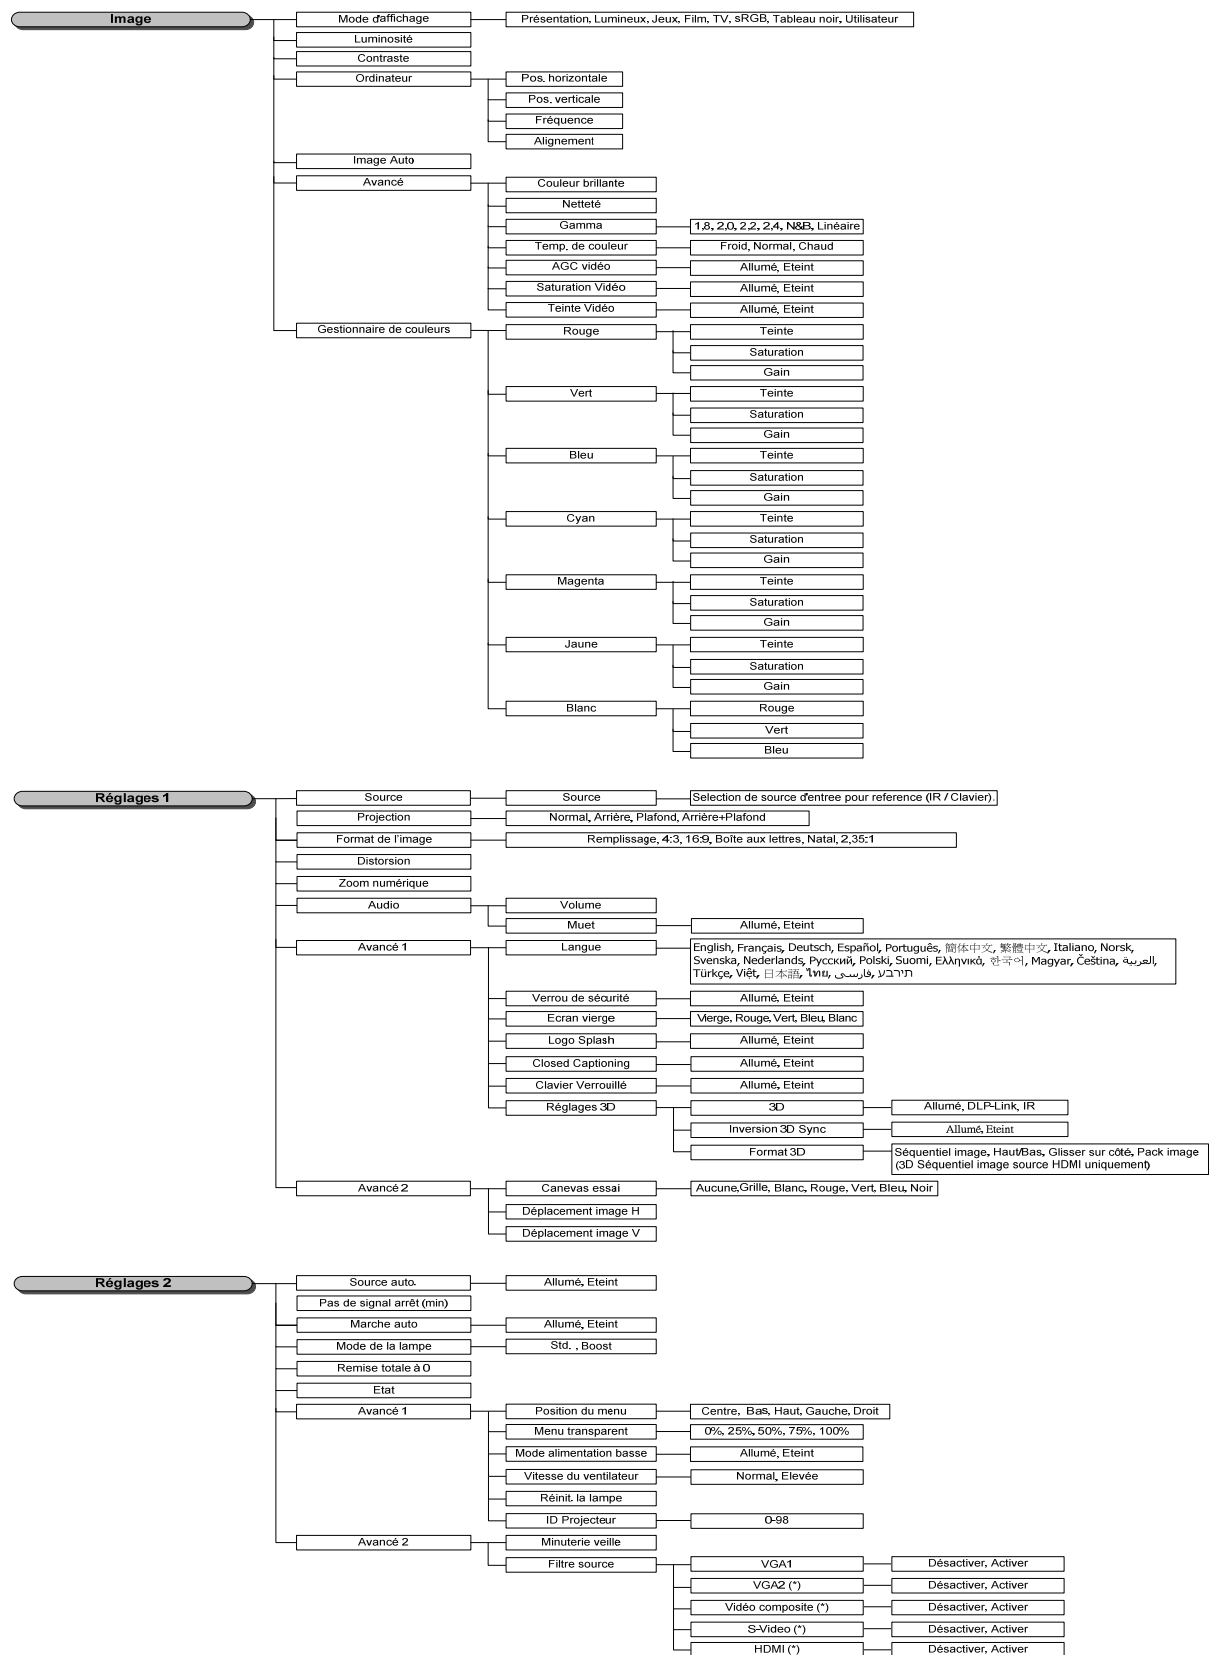 Image
Mode d'affichage
Présentation, Lumineux, Jeux, Film, TV, sRGB, Tableau noir, Utilisateur
Luminosité
Contraste
Ordinateur
Pos. horizontale
Pos. verticale
Fréquence
Alignement
Image Auto
Avancé
Couleur brillante
Netteté
Gamma
1,8, 2,0, 2,2, 2,4, N&B, Linéaire
Temp. de couleur
Froid, Normal, Chaud
AGC vidéo
Allumé, Eteint
Saturation Vidéo
Allumé, Eteint
Teinte Vidéo
Allumé, Eteint
Gestionnaire de couleurs
Rouge
Teinte
Saturation
Gain
Vert
Teinte
Saturation
Gain
Bleu
Teinte
Saturation
Gain
Cyan
Teinte
Saturation
Gain
Magenta
Teinte
Saturation
Gain
Jaune
Teinte
Saturation
Gain
Blanc
Rouge
Vert
Bleu
Réglages 1
Source
Source
Selection de source d'entree pour reference (IR / Clavier).
Projection
Normal, Arrière, Plafond, Arrière+Plafond
Format de l'image
Remplissage, 4:3, 16:9, Boîte aux lettres, Natal, 2,35:1
Distorsion
Zoom numérique
Audio
Volume
Muet
Allumé, Eteint
Avancé 1
Langue
English, Français, Deutsch, Español, Português, 簡体中文, 繁體中文, Italiano, Norsk,
Svenska, Nederlands, Русский, Polski, Suomi, Ελληνικά, 한국어, Magyar, Čeština, العربية,
Türkçe, Việt, 日本語, ไทย, فارسی, תירבע
Verrou de sécurité
Allumé, Eteint
Ecran vierge
Vierge, Rouge, Vert, Bleu, Blanc
Logo Splash
Allumé, Eteint
Closed Captioning
Allumé, Eteint
Clavier Verrouillé
Allumé, Eteint
Réglages 3D
3D
Allumé, DLP-Link, IR
Inversion 3D Sync
Allumé, Eteint
Format 3D
Séquentiel image, Haut/Bas, Glisser sur côté, Pack image
(3D Séquentiel image source HDMI uniquement)
Avancé 2
Canevas essai
Aucune,Grille, Blanc, Rouge, Vert, Bleu, Noir
Déplacement image H
Déplacement image V
Réglages 2
Source auto.
Allumé, Eteint
Pas de signal arrêt (min)
Marche auto
Allumé, Eteint
Mode de la lampe
Std. , Boost
Remise totale à 0
Etat
Avancé 1
Position du menu
Centre, Bas, Haut, Gauche, Droit
Menu transparent
0%, 25%, 50%, 75%, 100%
Mode alimentation basse
Allumé, Eteint
Vitesse du ventilateur
Normal, Elevée
Réinit. la lampe
ID Projecteur
0-98
Avancé 2
Minuterie veille
Filtre source
VGA1
Désactiver, Activer
VGA2 (*)
Désactiver, Activer
Vidéo composite (*)
Désactiver, Activer
S-Video (*)
Désactiver, Activer
HDMI (*)
Désactiver, Activer